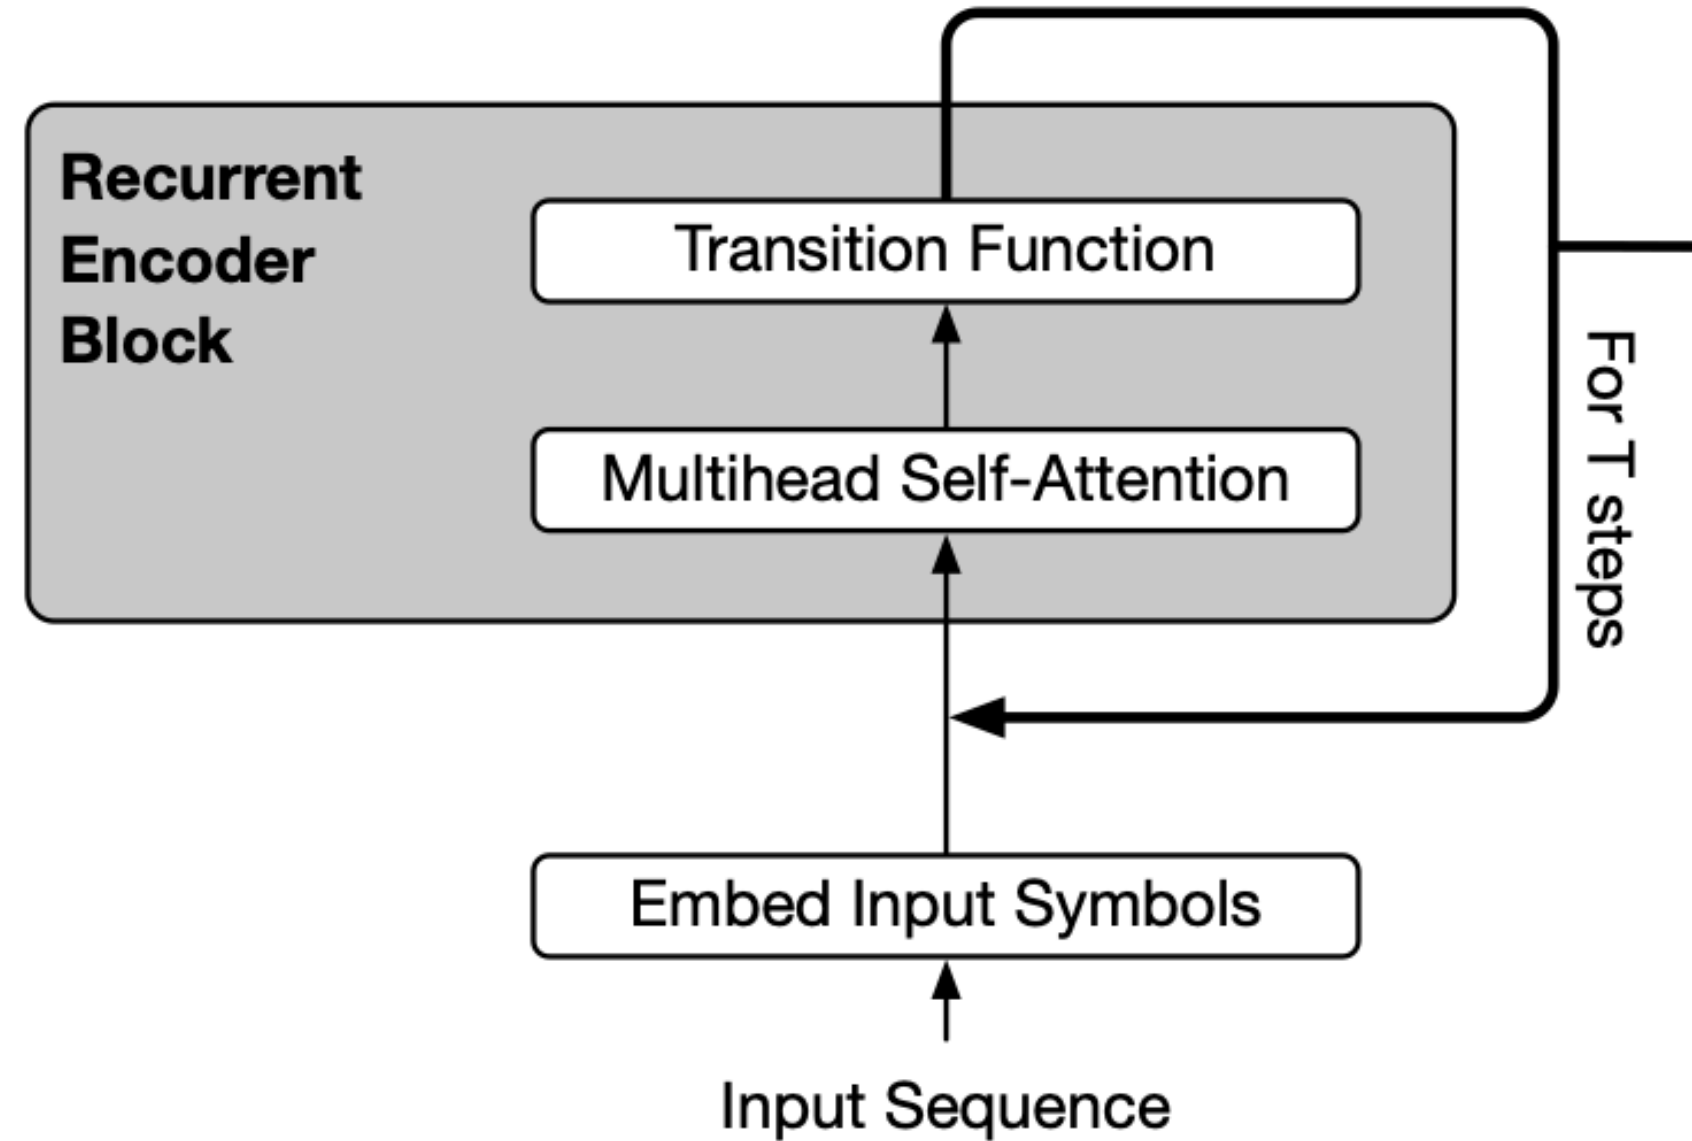 Recurrent
Encoder
Block
Transition Function
Multihead Self-Attention
For T steps
Embed Input Symbols
Input Sequence